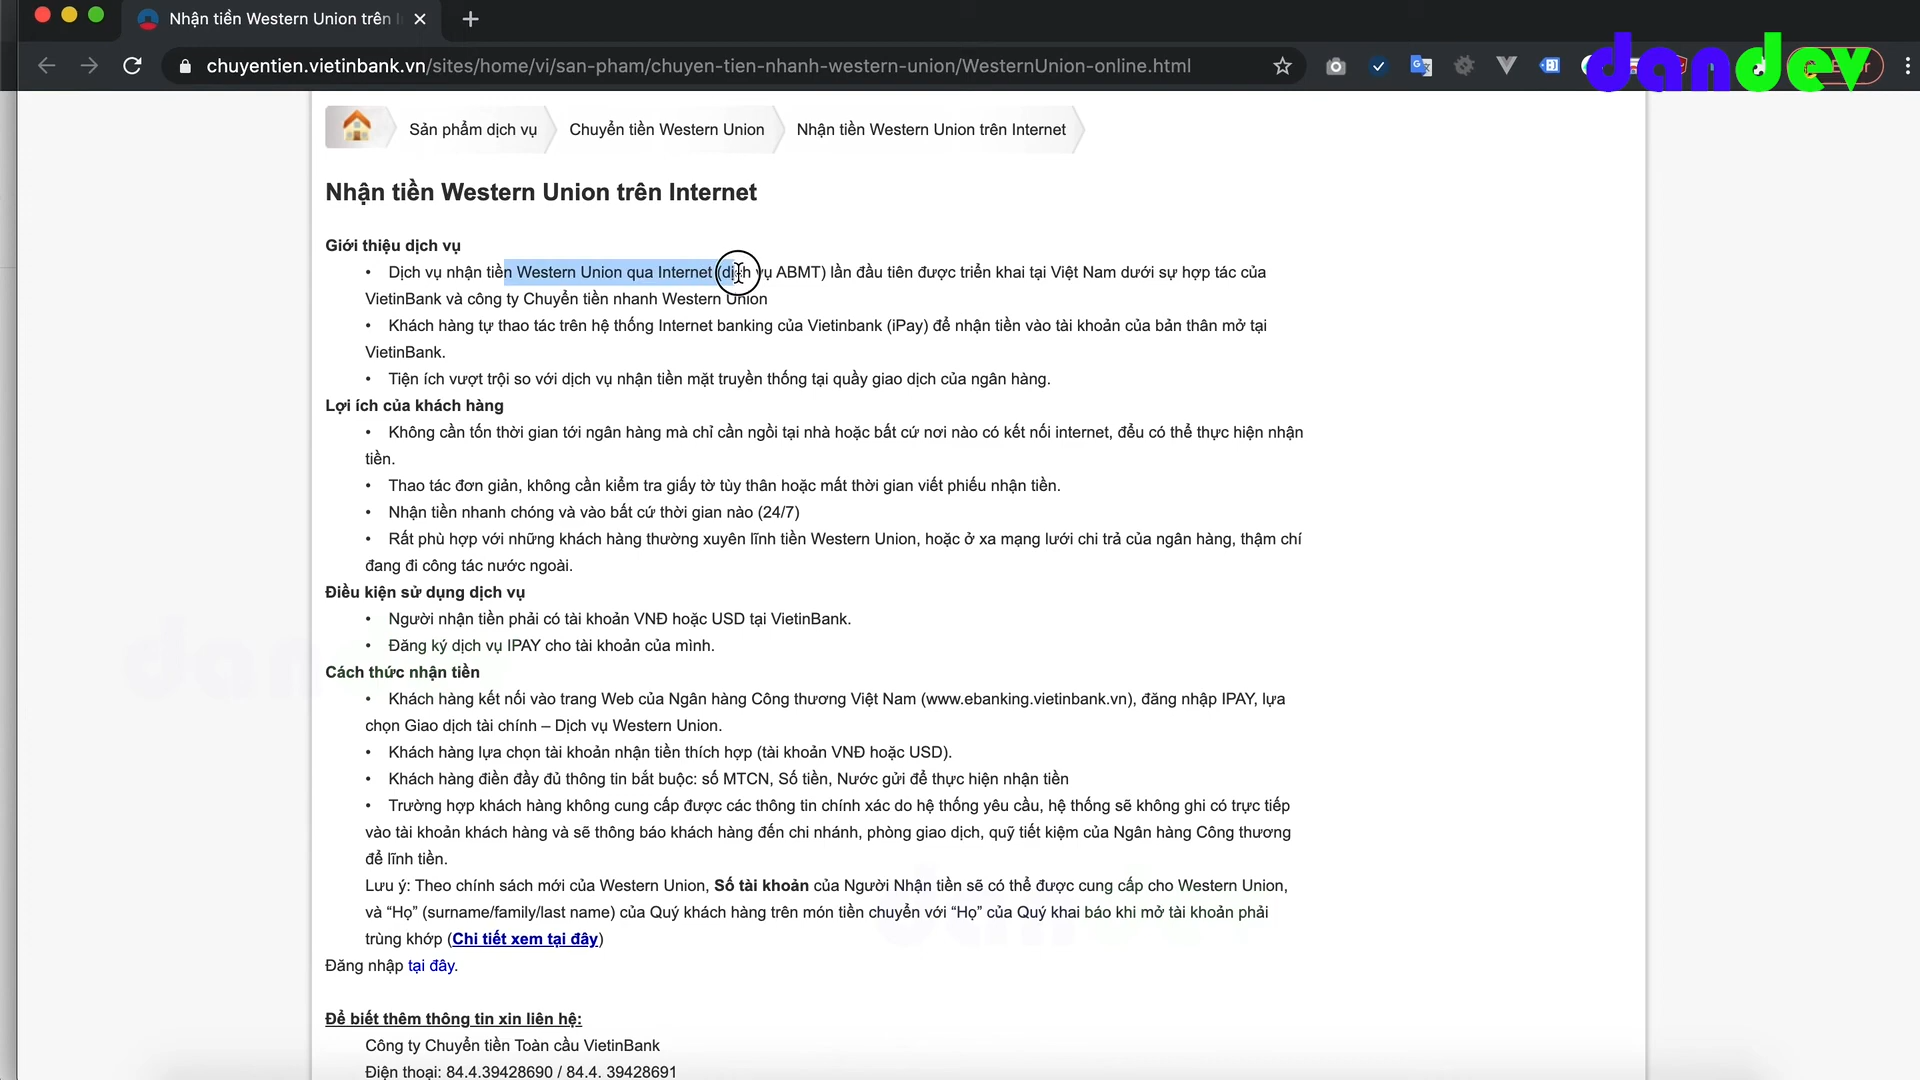 Nhận tiền Western Union trên I
dandev
chuyentien.vietinbank.vn/sites/home/vi/san-pham/chuyen-tien-nhanh-western-union/WesternUnion-online.html
Sản phẩm dịch vụ
Chuyển tiền Western Union
Nhận tiền Western Union trên Internet
Nhận tiền Western Union trên Internet
Giới thiệu dịch vụ
• Dịch vụ nhận tiền Western Union qua Internet (dịch vụ ABMT) lần đầu tiên được triển khai tại Việt Nam dưới sự hợp tác của
VietinBank và công ty Chuyển tiền nhanh Western Union
• Khách hàng tự thao tác trên hệ thống Internet banking của Vietinbank (iPay) để nhận tiền vào tài khoản của bản thân mở tại
VietinBank.
• Tiện ích vượt trội so với dịch vụ nhận tiền mặt truyền thống tại quầy giao dịch của ngân hàng.
Lợi ích của khách hàng
• Không cần tốn thời gian tới ngân hàng mà chỉ cần ngồi tại nhà hoặc bất cứ nơi nào có kết nối internet, đểu có thể thực hiện nhận
tiền.
• Thao tác đơn giản, không cần kiểm tra giấy tờ tùy thân hoặc mất thời gian viết phiếu nhận tiền.
• Nhận tiền nhanh chóng và vào bất cứ thời gian nào (24/7)
• Rất phù hợp với những khách hàng thường xuyên lĩnh tiền Western Union, hoặc ở xa mạng lưới chi trả của ngân hàng, thậm chí
đang đi công tác nước ngoài.
Điều kiện sử dụng dịch vụ
• Người nhận tiền phải có tài khoản VNĐ hoặc USD tại VietinBank.
• Đăng ký dịch vụ IPAY cho tài khoản của mình.
Cách thức nhận tiền
• Khách hàng kết nối vào trang Web của Ngân hàng Công thương Việt Nam (www.ebanking.vietinbank.vn), đăng nhập IPAY, lựa
chọn Giao dịch tài chính – Dịch vụ Western Union.
• Khách hàng lựa chọn tài khoản nhận tiền thích hợp (tài khoản VNĐ hoặc USD).
• Khách hàng điền đầy đủ thông tin bắt buộc: số MTCN, Số tiền, Nước gửi để thực hiện nhận tiền
• Trường hợp khách hàng không cung cấp được các thông tin chính xác do hệ thống yêu cầu, hệ thống sẽ không ghi có trực tiếp
vào tài khoản khách hàng và sẽ thông báo khách hàng đến chi nhánh, phòng giao dịch, quỹ tiết kiệm của Ngân hàng Công thương
để lĩnh tiền.
Lưu ý: Theo chính sách mới của Western Union, Số tài khoản của Người Nhận tiền sẽ có thể được cung cấp cho Western Union,
và “Họ” (surname/family/last name) của Quý khách hàng trên món tiền chuyển với “Họ” của Quý khai báo khi mở tài khoản phải
trùng khớp (Chi tiết xem tại đây)
Đăng nhập tại đây.
Để biết thêm thông tin xin liên hệ:
Công ty Chuyển tiền Toàn cầu VietinBank
Điện thoại: 84.4.39428690 / 84.4. 39428691